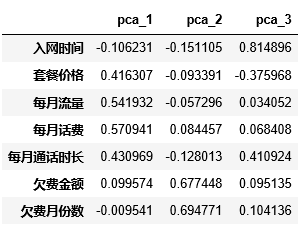 pca_1 pca_2 pca_3
入网时间 -0.106231 -0.151105 0.814896
套餐价格 0.416307 -0.093391 -0.375968
每月流量 0.541932 -0.057296 0.034052
每月话费 0.570941 0.084457 0.068408
每月通话时长 0.430969 -0.128013 0.410924
欠费金额 0.099574 0.677448 0.095135
欠费月份数 -0.009541 0.694771 0.104136